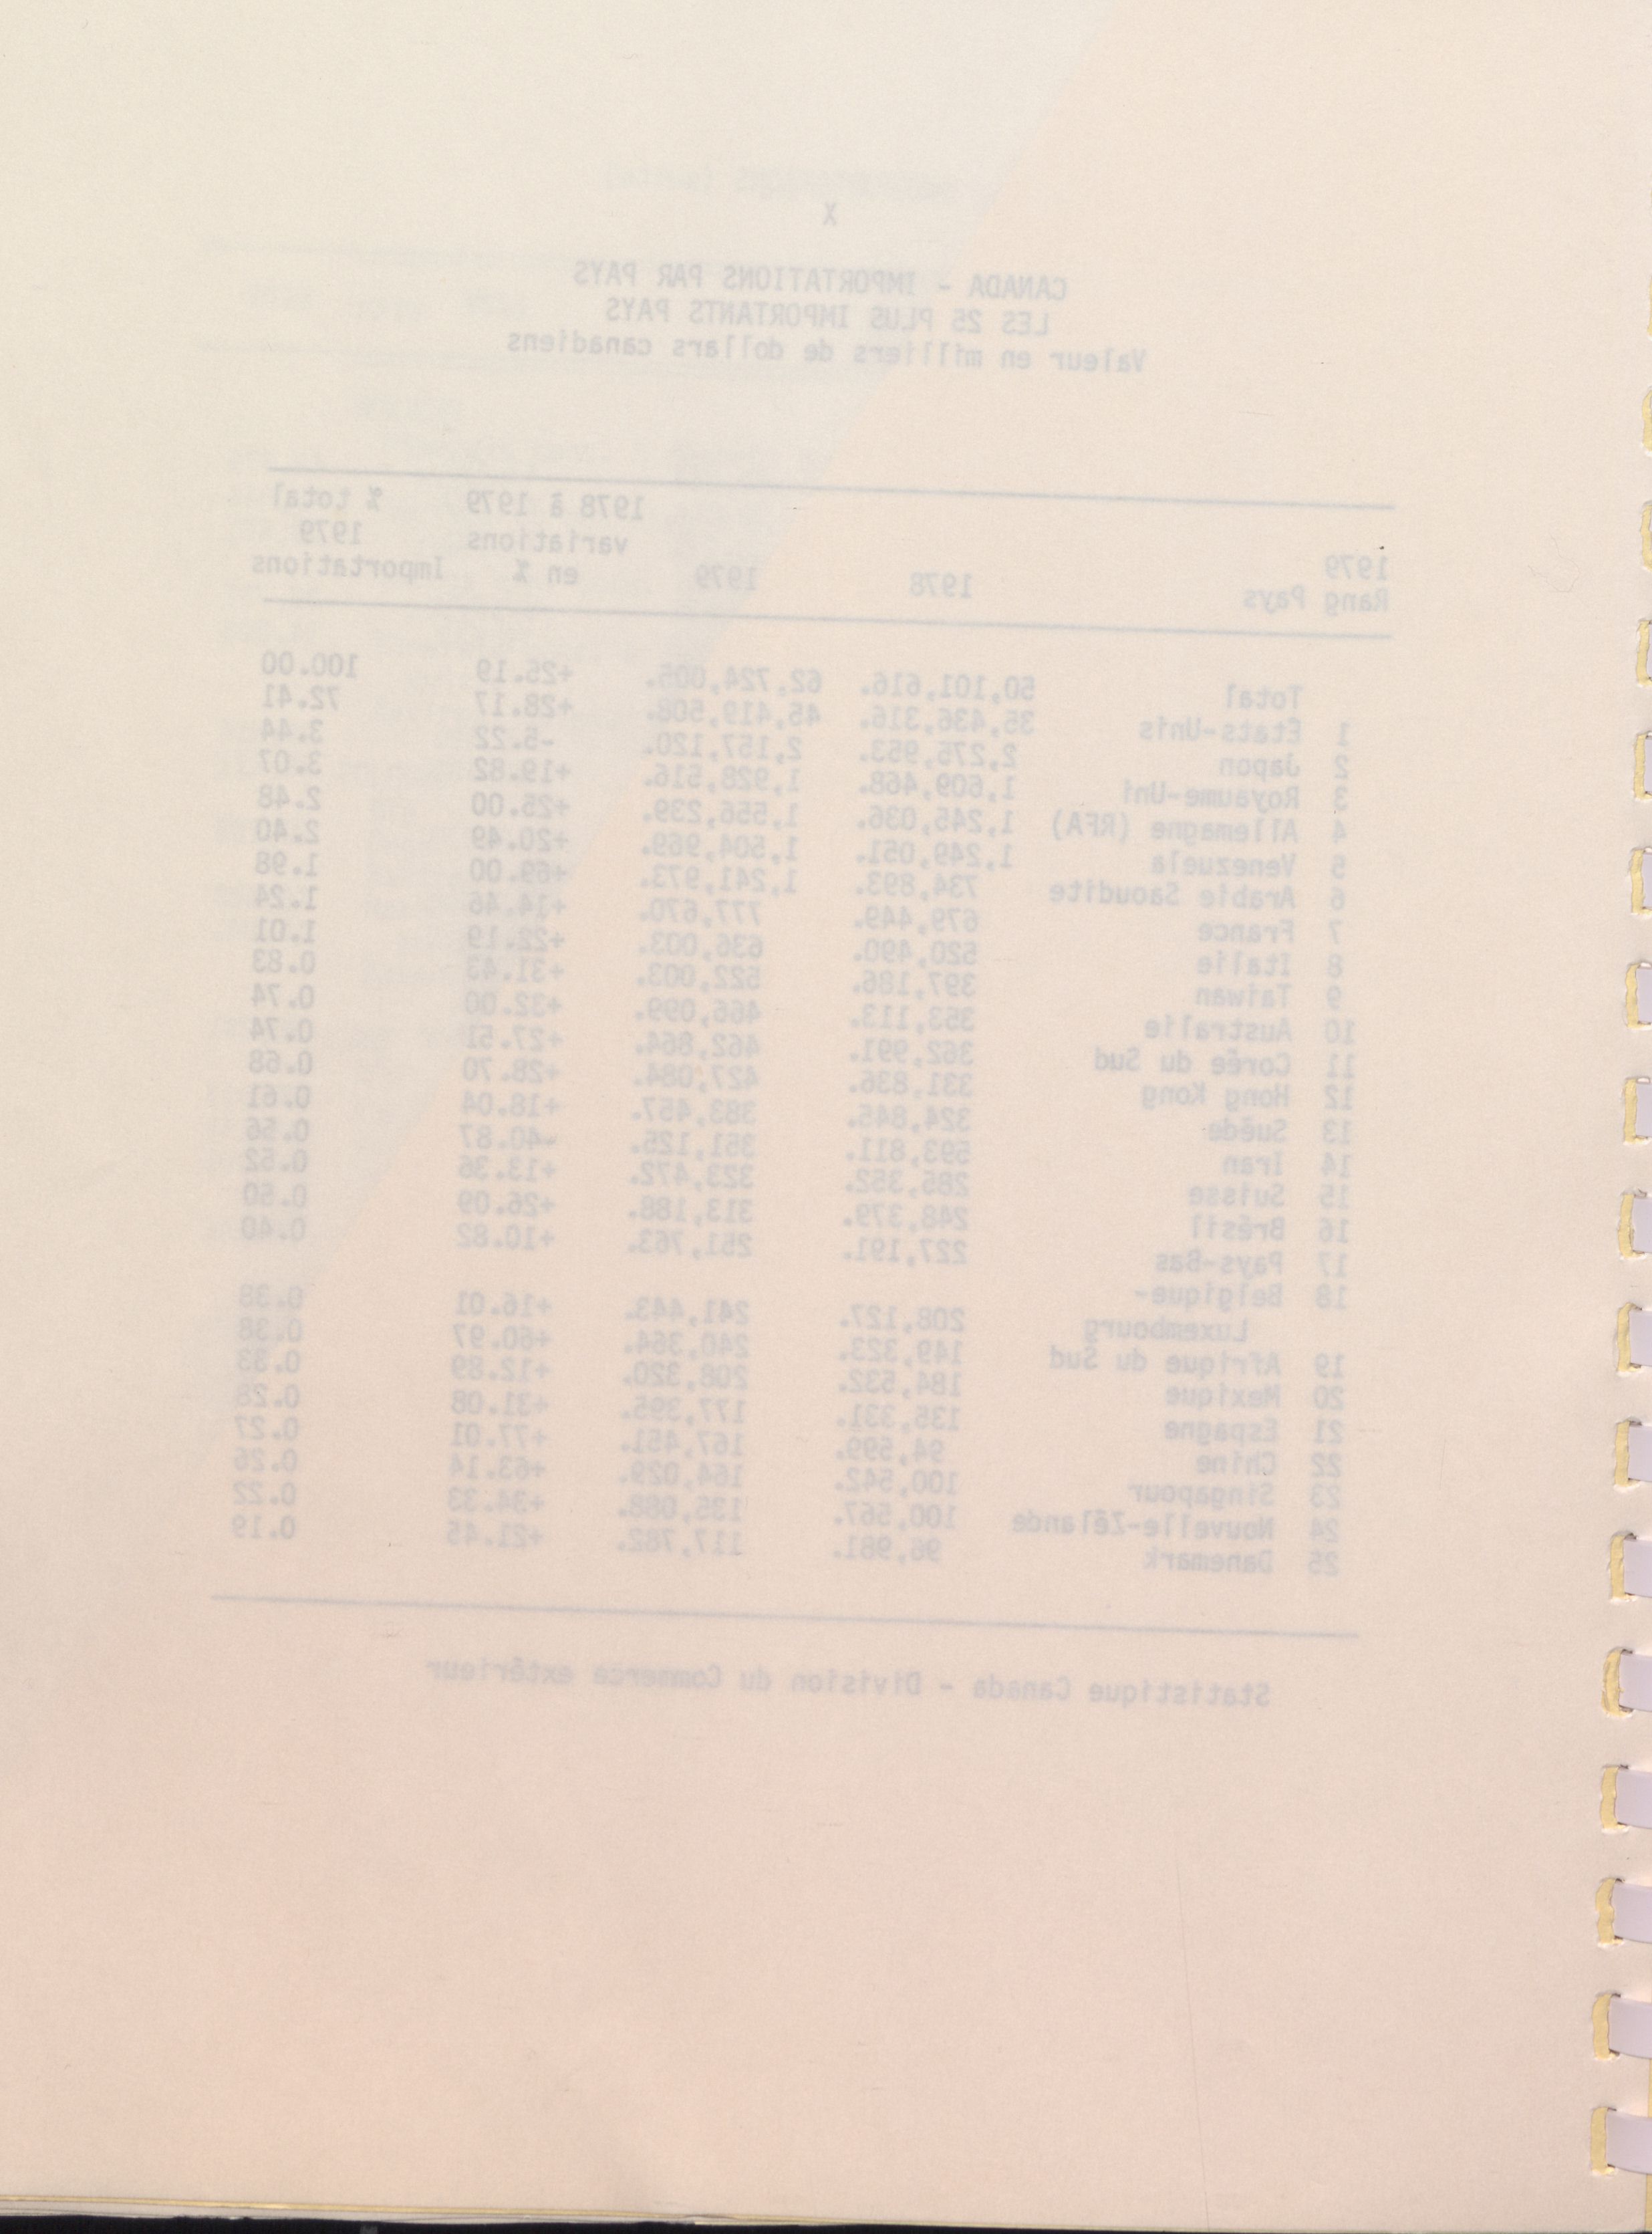 X
CANADA - IMPORTATIONS PAR PAYS
LES 25 PLUS IMPORTANTS PAYS
Valeur en milliers de dollars canadiens
1978 à 1979 % total
variations 1979
1979 en % Importations
Rang Pays 1978 1979
Total 50,101,616. 62,724,005. +25.19 100.00
1 Etats-Unis 35,436,316. 45,419,508. +28.17 72.41
2 Japon 2,275,953. 2,157,120. -5.22 3.44
3 Royaume-Uni 1,609,468. 1,928,516. +19.82 3.07
4 Allemagne (RFA) 1,245,036. 1,556,239. +25.00 2.48
5 Venezuela 1,249,051. 1,504,969. +20.49 2.40
6 Arabie Saoudite 734,893. 1,241,973. +69.00 1.98
7 France 679,449. 777,670. +14.46 1.24
8 Italie 520,490. 636,003. +22.19 1.01
9 Taiwan 397,186. 522,003. +31.43 0.83
10 Australie 353,113. 466,099. +32.00 0.74
11 Corée du Sud 362,991. 462,864. +27.51 0.74
12 Hong Kong 331,836. 427,084. +28.70 0.68
13 Suède 324,845. 383,457. +18.04 0.61
14 Iran 593,811. 351,125. -40.87 0.56
15 Suisse 285,352. 323,472. +13.36 0.52
16 Brésil 248,379. 313,188. +26.09 0.50
17 Pays-Bas 227,191. 251,763. +10.82 0.40
18 Belgique-
Luxembourg 208,127. 241,443. +16.01 0.38
19 Afrique du Sud 149,323. 240,364. +60.97 0.38
20 Mexique 184,532. 208,320. +12.89 0.33
21 Espagne 135,331. 177,395. +31.08 0.28
22 Chine 94,599. 167,451. +77.01 0.27
23 Singapour 100,542. 164,029. +63.14 0.26
24 Nouvelle-Zélande 100,567. 135,088. +34.33 0.22
25 Danemark 96,981. 117,782. +21.45 0.19
Statistique Canada - Division du Commerce extérieur